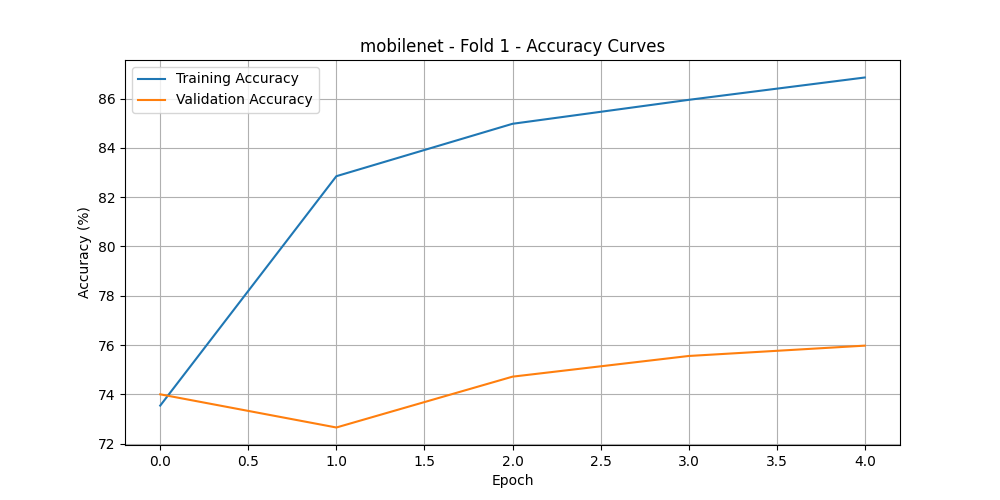 mobilenet - Fold 1 - Accuracy Curves
Training Accuracy
Validation Accuracy
Accuracy (%)
86
84
82
80
78
76
74
72
0.0 0.5 1.0 1.5 2.0 2.5 3.0 3.5 4.0
Epoch